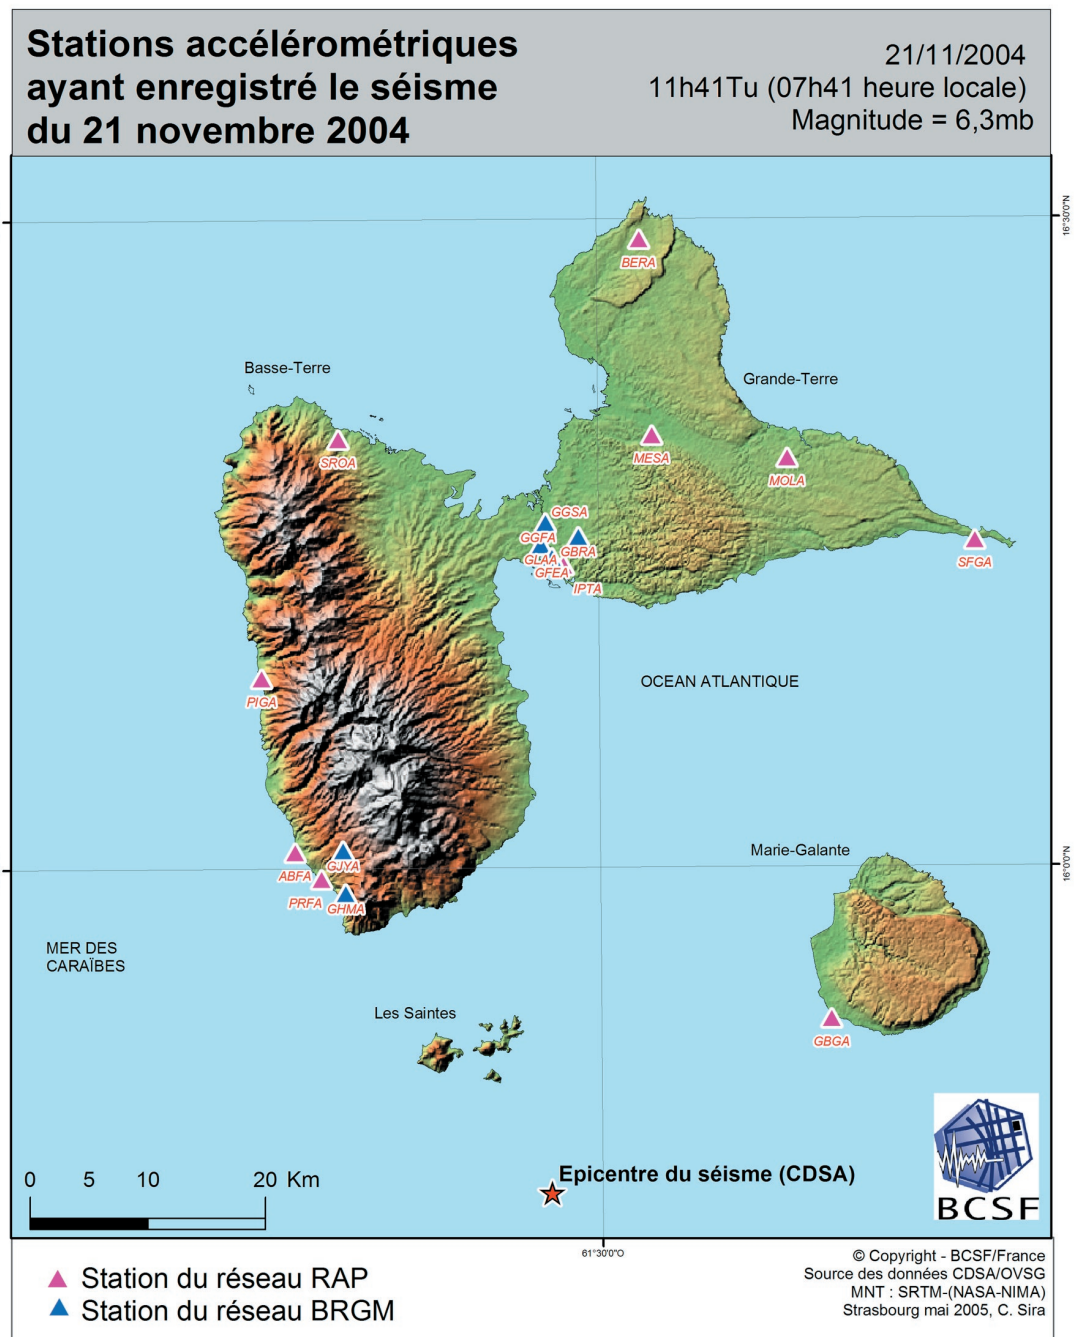 Stations accélérométriques
ayant enregistré le séisme
du 21 novembre 2004
21/11/2004
11h41Tu (07h41 heure locale)
Magnitude = 6,3mb
16°30'0"N
BERA
Basse-Terre
Grande-Terre
SROA
MESA
MOLA
GGSA
GGFA
GBRA
GLAA
GFEA
IPTA
SFGA
OCEAN ATLANTIQUE
PIGA
Marie-Galante
16°0'0"N
GJYA
ABFA
PRFA
GHMA
MER DES
CARAÏBES
Les Saintes
GBGA
Epicentre du séisme (CDSA)
0 5 10 20 Km
BCSF
61°30'0"O
Station du réseau RAP
Station du réseau BRGM
© Copyright - BCSF/France
Source des données CDSA/OVSG
MNT : SRTM-(NASA-NIMA)
Strasbourg mai 2005, C. Sira